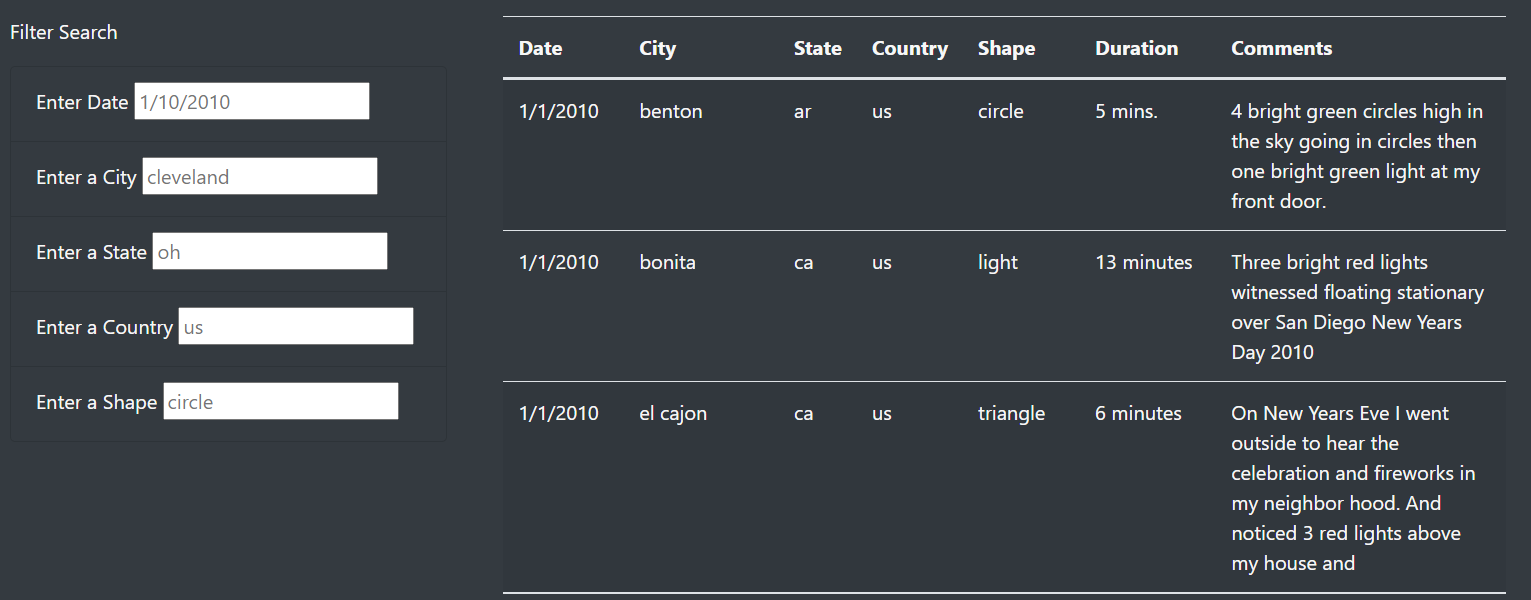 Filter Search
Enter Date 1/10/2010
Enter a City cleveland
Enter a State oh
Enter a Country us
Enter a Shape circle
Date City State Country Shape Duration Comments
1/1/2010 benton ar us circle 5 mins. 4 bright green circles high in
the sky going in circles then
one bright green light at my
front door.
1/1/2010 bonita ca us light 13 minutes Three bright red lights
witnessed floating stationary
over San Diego New Years
Day 2010
1/1/2010 el cajon ca us triangle 6 minutes On New Years Eve I went
outside to hear the
celebration and fireworks in
my neighbor hood. And
noticed 3 red lights above
my house and